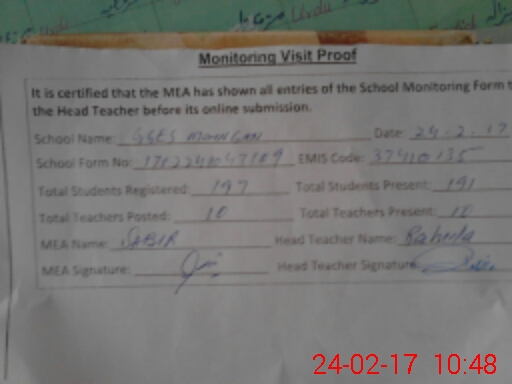 Urdu
Urdu
Monitoring Visit Proof
It is certified that the MEA has shown all entries of the School Monitoring Form t
the Head Teacher before its online submission.
School Name: GGES Date: 24-2-17
School Form No: EMIS Code: 37410135
Total Students Registered: 197 Total Students Present: 191
Total Teachers Posted: 10 Total Teachers Present: 10
MEA Name: Head Teacher Name:
MEA Signature: Head Teacher Signature:
24-02-17 10:48